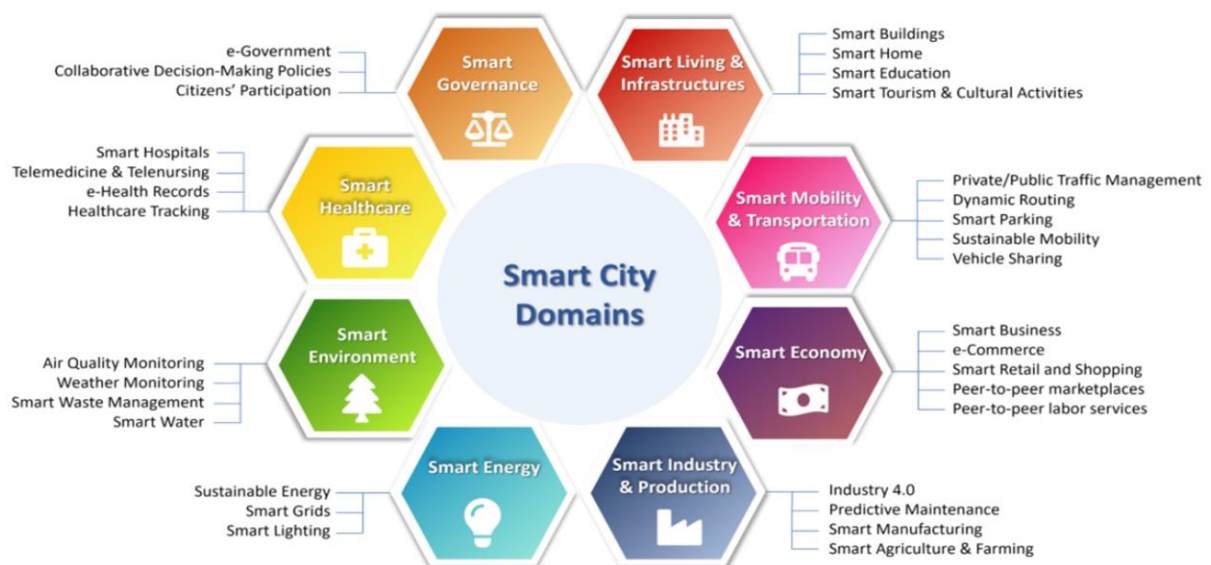 Smart City
Domains
Smart
Governance
e-Government
Collaborative Decision-Making Policies
Citizens' Participation
Smart Living &
Infrastructures
Smart Buildings
Smart Home
Smart Education
Smart Tourism & Cultural Activities
Smart
Healthcare
Smart Hospitals
Telemedicine & Telenursing
e-Health Records
Healthcare Tracking
Smart Mobility
& Transportation
Private/Public Traffic Management
Dynamic Routing
Smart Parking
Sustainable Mobility
Vehicle Sharing
Smart
Environment
Air Quality Monitoring
Weather Monitoring
Smart Waste Management
Smart Water
Smart Economy
Smart Business
e-Commerce
Smart Retail and Shopping
Peer-to-peer marketplaces
Peer-to-peer labor services
Smart Energy
Sustainable Energy
Smart Grids
Smart Lighting
Smart Industry
& Production
Industry 4.0
Predictive Maintenance
Smart Manufacturing
Smart Agriculture & Farming